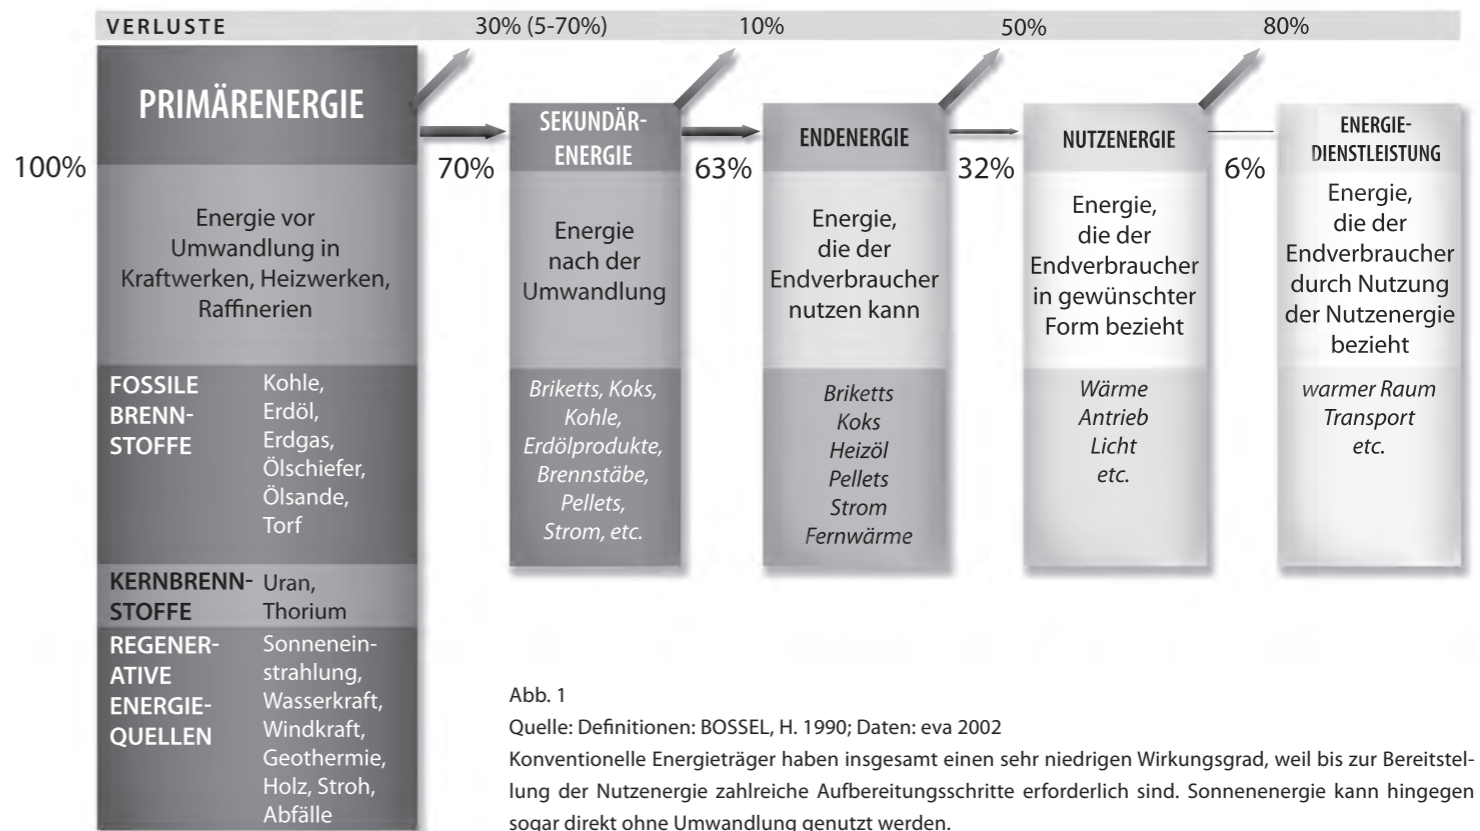 VERLUSTE 30% (5-70%) 10% 50% 80%
PRIMÄRENERGIE
100%
Energie vor
Umwandlung in
Kraftwerken, Heizwerken,
Raffinerien
FOSSILE
BRENN-
STOFFE
Kohle,
Erdöl,
Erdgas,
Ölschiefer,
Ölsande,
Torf
KERNBRENN-
STOFFE
Uran,
Thorium
REGENER-
ATIVE
ENERGIE-
QUELLEN
Sonnenein-
strahlung,
Wasserkraft,
Windkraft,
Geothermie,
Holz, Stroh,
Abfälle
70%
SEKUNDÄR-
ENERGIE
Energie
nach der
Umwandlung
Briketts, Koks,
Kohle,
Erdölprodukte,
Brennstäbe,
Pellets,
Strom, etc.
63%
ENDENERGIE
Energie,
die der
Endverbraucher
nutzen kann
Briketts
Koks
Heizöl
Pellets
Strom
Fernwärme
32%
NUTZENERGIE
Energie,
die der
Endverbraucher
in gewünschter
Form bezieht
Wärme
Antrieb
Licht
etc.
6%
ENERGIE-
DIENSTLEISTUNG
Energie,
die der
Endverbraucher
durch Nutzung
der Nutzenergie
bezieht
warmer Raum
Transport
etc.
Abb. 1
Quelle: Definitionen: BOSSEL, H. 1990; Daten: eva 2002
Konventionelle Energieträger haben insgesamt einen sehr niedrigen Wirkungsgrad, weil bis zur Bereitstel-
lung der Nutzenergie zahlreiche Aufbereitungsschritte erforderlich sind. Sonnenenergie kann hingegen
sogar direkt ohne Umwandlung genutzt werden.